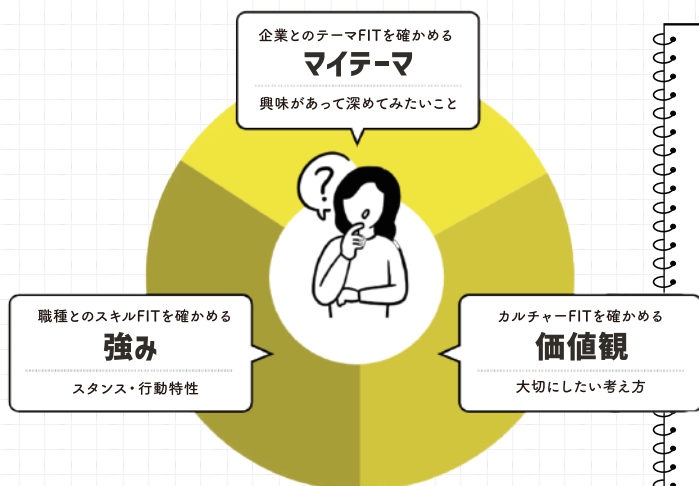 企業とのテーマFITを確かめる
マイテーマ
興味があって深めてみたいこと
?
職種とのスキルFITを確かめる
強み
スタンス・行動特性
カルチャーFITを確かめる
価値観
大切にしたい考え方